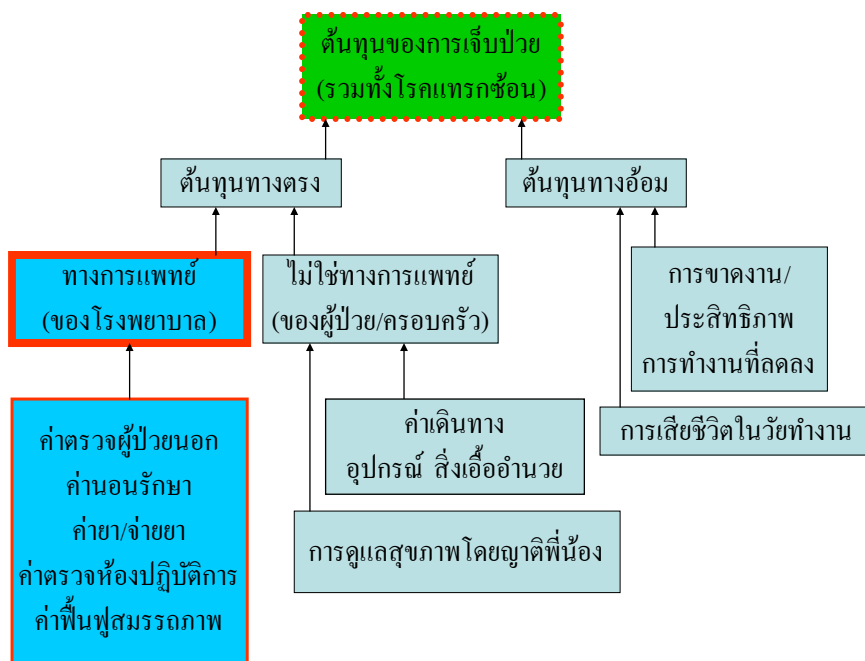 ต้นทุนของการเจ็บป่วย
(รวมทั้งโรคแทรกซ้อน)
ต้นทุนทางตรง
ต้นทุนทางอ้อม
ทางการแพทย์
(ของโรงพยาบาล)
ไม่ใช่ทางการแพทย์
(ของผู้ป่วย/ครอบครัว)
การขาดงาน/
ประสิทธิภาพ
การทำงานที่ลดลง
ค่าตรวจผู้ป่วยนอก
ค่านอนรักษา
ค่ายา/จ่ายยา
ค่าตรวจห้องปฏิบัติการ
ค่าฟื้นฟูสมรรถภาพ
ค่าเดินทาง
อุปกรณ์ สิ่งเอื้ออำนวย
การเสียชีวิตในวัยทำงาน
การดูแลสุขภาพโดยญาติพี่น้อง